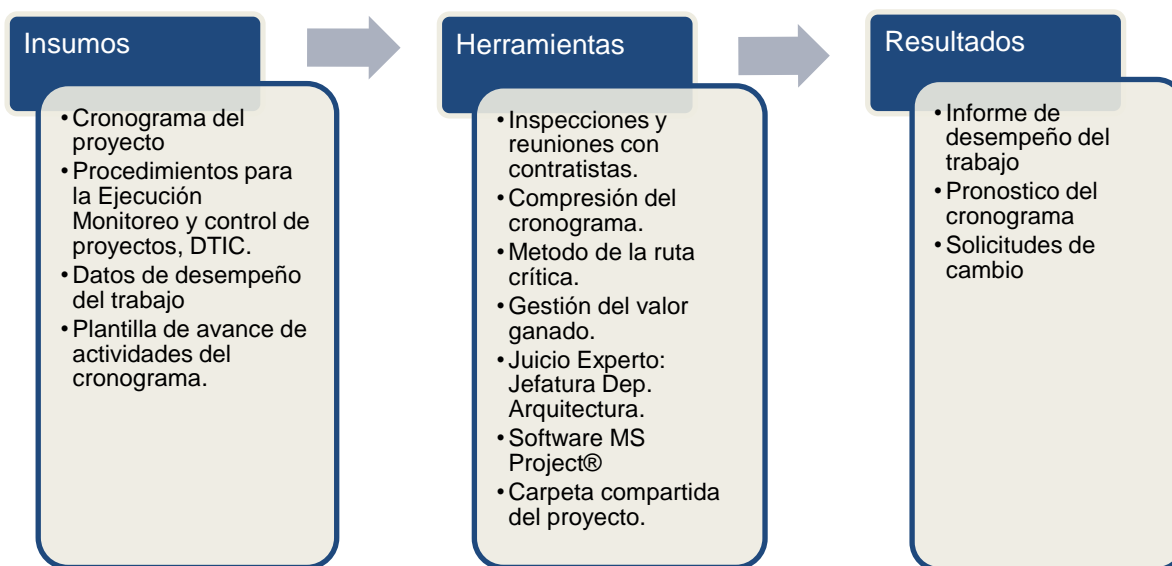 Insumos
• Cronograma del
proyecto
• Procedimientos para
la Ejecución
Monitoreo y control de
proyectos, DTIC.
• Datos de desempeño
del trabajo
• Plantilla de avance de
actividades del
cronograma.
Herramientas
• Inspecciones y
reuniones con
contratistas.
• Compresión del
cronograma.
• Metodo de la ruta
crítica.
• Gestión del valor
ganado.
• Juicio Experto:
Jefatura Dep.
Arquitectura.
• Software MS
Project®
• Carpeta compartida
del proyecto.
Resultados
• Informe de
desempeño del
trabajo
• Pronostico del
cronograma
• Solicitudes de
cambio